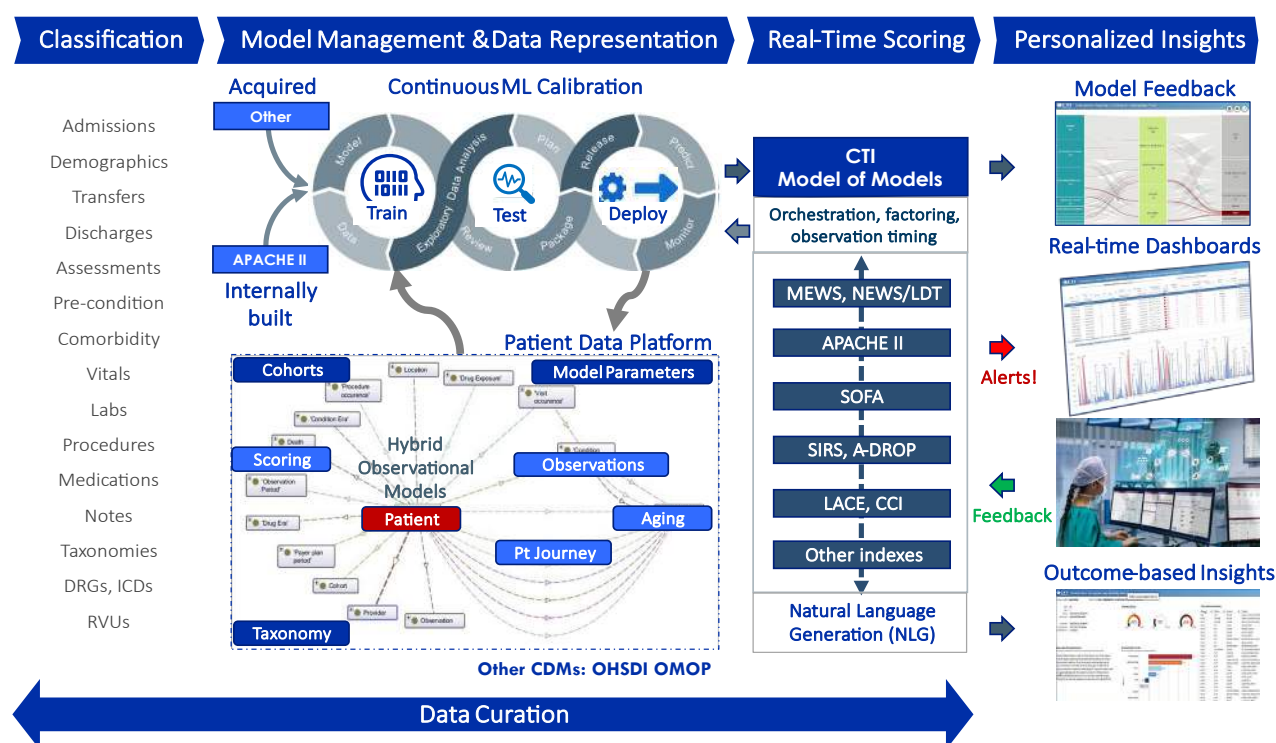 Classification
Model Management & Data Representation
Real-Time Scoring
Personalized Insights
Admissions
Demographics
Transfers
Discharges
Assessments
Pre-condition
Comorbidity
Vitals
Labs
Procedures
Medications
Notes
Taxonomies
DRGs, ICDs
RVUs
Acquired
Other
APACHE II
Internally
built
Continuous ML Calibration
Model
Data
Train
Exploratory Data Analysis
Plan
Test
Review
Package
Release
Deploy
Predict
Monitor
Patient Data Platform
Cohorts
Location
'Drug Exposure'
Model Parameters
'Procedure
occurrence'
'Visit
occurrence'
'Condition Era'
Death
Hybrid
Observational
Models
'Condition
Scoring
Observations
'Observation
Period'
'Drug Era'
Patient
Aging
'Payer plan
period'
Pt Journey
Cohort
Provider
Observation
Taxonomy
Other CDMs: OHSDI OMOP
CTI
Model of Models
Orchestration, factoring,
observation timing
MEWS, NEWS/LDT
APACHE II
SOFA
SIRS, A-DROP
LACE, CCI
Other indexes
Natural Language
Generation (NLG)
Model Feedback
Real-time Dashboards
Alerts!
Feedback
Outcome-based Insights
Data Curation